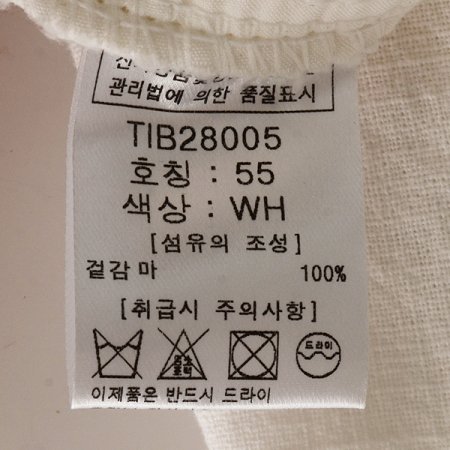 관리법에 의한 품질표시
TIB28005
호칭 : 55
색상 : WH
[섬유의 조성]
겉감 마 100%
[취급시 주의사항]
드라이
이제품은 반드시 드라이